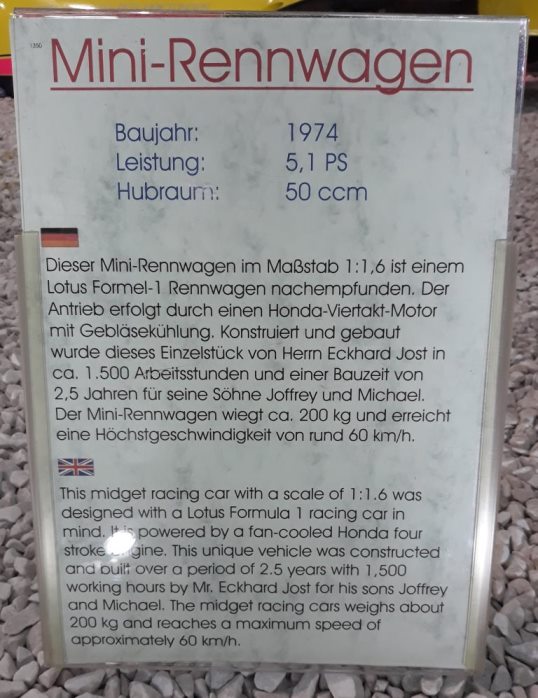 1350
Mini-Rennwagen
Baujahr: 1974
Leistung: 5,1 PS
Hubraum: 50 ccm
Dieser Mini-Rennwagen im Maßstab 1:1,6 ist einem
Lotus Formel-1 Rennwagen nachempfunden. Der
Antrieb erfolgt durch einen Honda-Viertakt-Motor
mit Gebläsekühlung. Konstruiert und gebaut
wurde dieses Einzelstück von Herrn Eckhard Jost in
ca. 1.500 Arbeitsstunden und einer Bauzeit von
2,5 Jahren für seine Söhne Joffrey und Michael.
Der Mini-Rennwagen wiegt ca. 200 kg und erreicht
eine Höchstgeschwindigkeit von rund 60 km/h.
This midget racing car with a scale of 1:1.6 was
designed with a Lotus Formula 1 racing car in
mind. It is powered by a fan-cooled Honda four
stroke engine. This unique vehicle was constructed
and built over a period of 2.5 years with 1,500
working hours by Mr. Eckhard Jost for his sons Joffrey
and Michael. The midget racing cars weighs about
200 kg and reaches a maximum speed of
approximately 60 km/h.